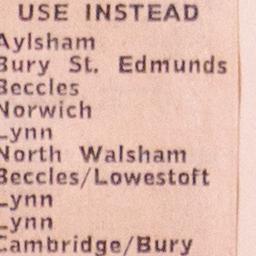 USE INSTEAD
Aylsham
Bury St. Edmunds
Beccles
Norwich
Lynn
North Walsham
Beccles/Lowestoft
Lynn
Lynn
Cambridge/Bury